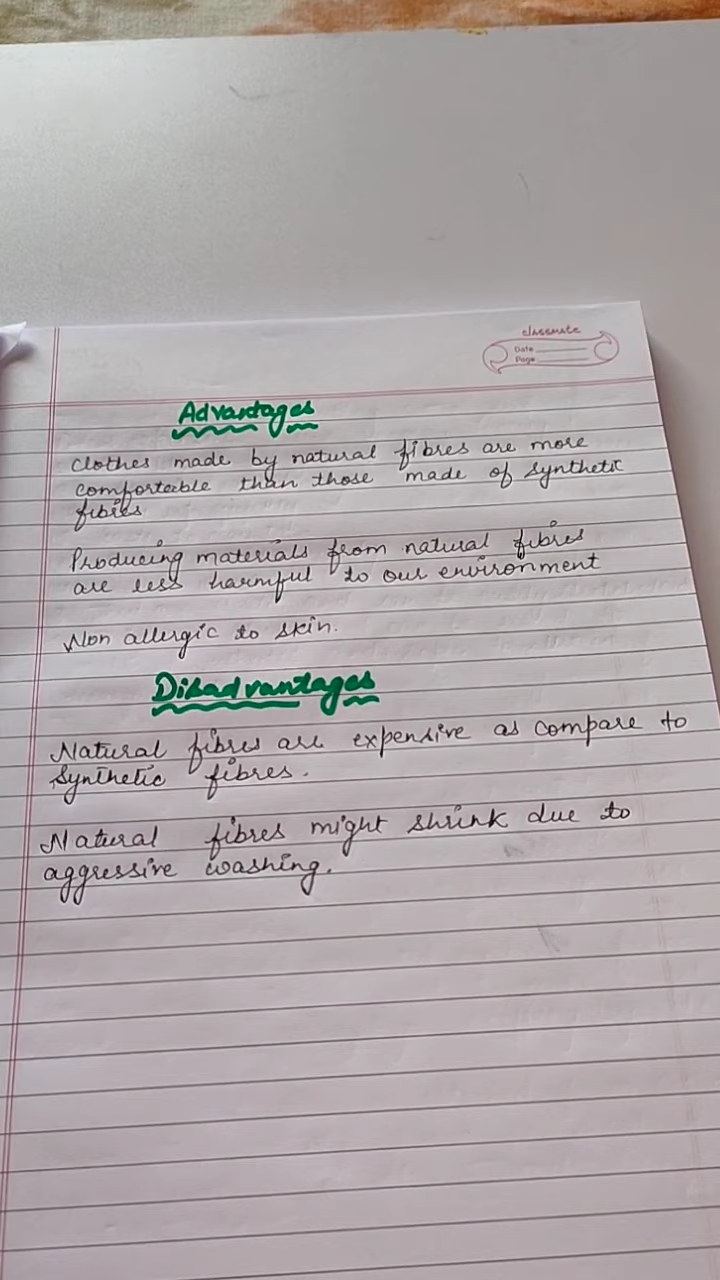 classmate
Date
Page
Advantages
Clothes made by natural fibres are more
comfortable than those made of synthetic
fibres
Producing materials from natural fibres
are less harmful to our environment
Non allergic to skin.
Disadvantages
Natural fibres are expensive as compare to
synthetic fibres.
Natural fibres might shrink due to
aggressive washing.